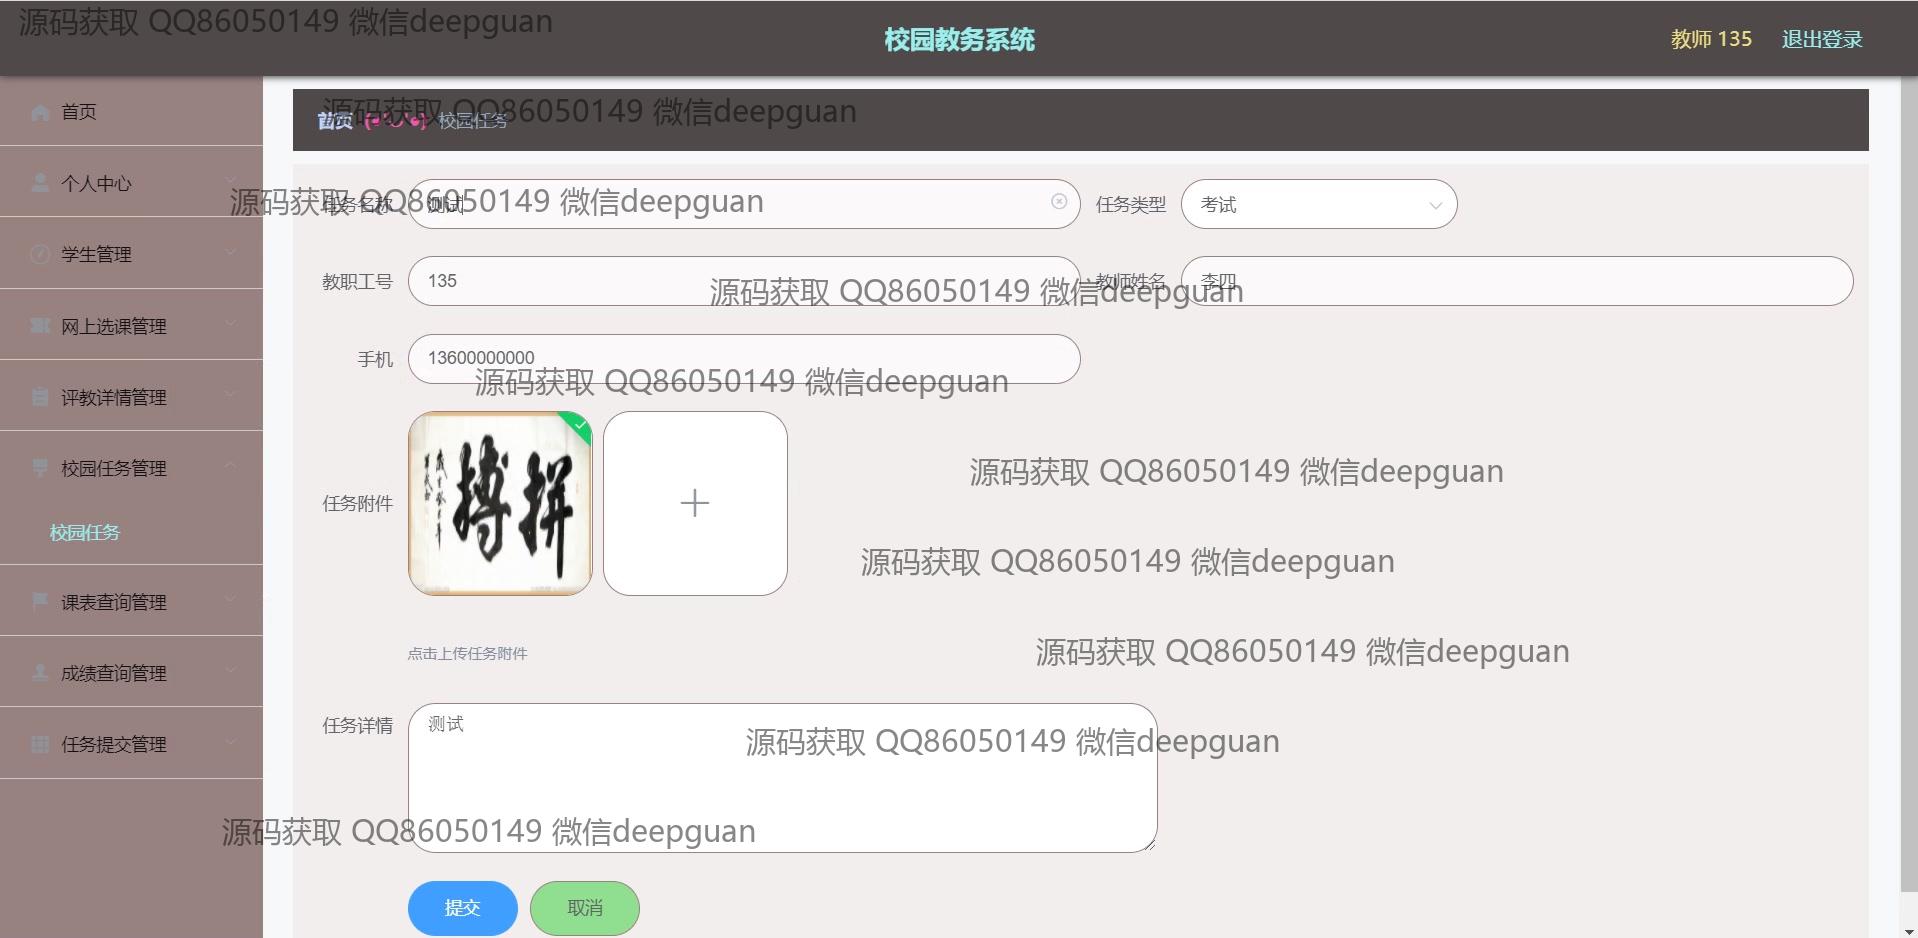 源码获取 QQ86050149 微信deepguan
校园教务系统
教师 135
退出登录
首页
个人中心
学生管理
网上选课管理
评教详情管理
校园任务管理
校园任务
课表查询管理
成绩查询管理
任务提交管理
源码获取 QQ86050149 微信deepguan
首页 (●'◡'●) 校园任务
源码获取 QQ86050149 微信deepguan
任务名称 测试
任务类型 考试
教职工号 135
教师姓名 李四
源码获取 QQ86050149 微信deepguan
手机 13600000000
源码获取 QQ86050149 微信deepguan
任务附件
拼搏
源码获取 QQ86050149 微信deepguan
源码获取 QQ86050149 微信deepguan
点击上传任务附件
源码获取 QQ86050149 微信deepguan
任务详情 测试
源码获取 QQ86050149 微信deepguan
源码获取 QQ86050149 微信deepguan
提交 取消